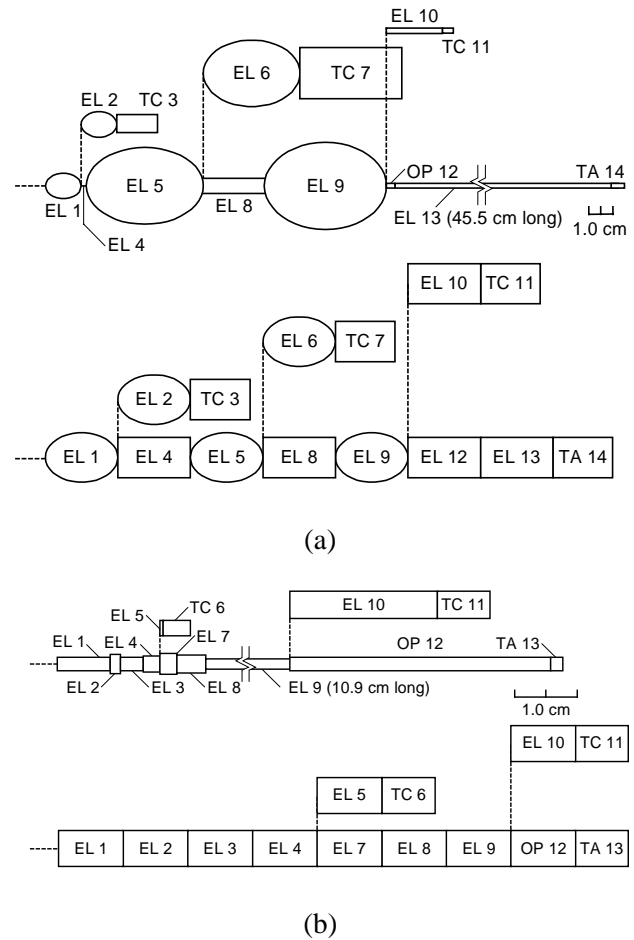 EL 10
TC 11
EL 6
TC 7
EL 2
TC 3
EL 1
EL 5
EL 8
EL 9
OP 12
TA 14
EL 13 (45.5 cm long)
EL 4
1.0 cm
EL 10
TC 11
EL 6
TC 7
EL 2
TC 3
EL 1
EL 4
EL 5
EL 8
EL 9
EL 12
EL 13
TA 14
(a)
EL 5
TC 6
EL 10
TC 11
EL 1
EL 4
EL 7
OP 12
TA 13
EL 2
EL 3
EL 8
EL 9 (10.9 cm long)
1.0 cm
EL 10
TC 11
EL 5
TC 6
EL 1
EL 2
EL 3
EL 4
EL 7
EL 8
EL 9
OP 12
TA 13
(b)